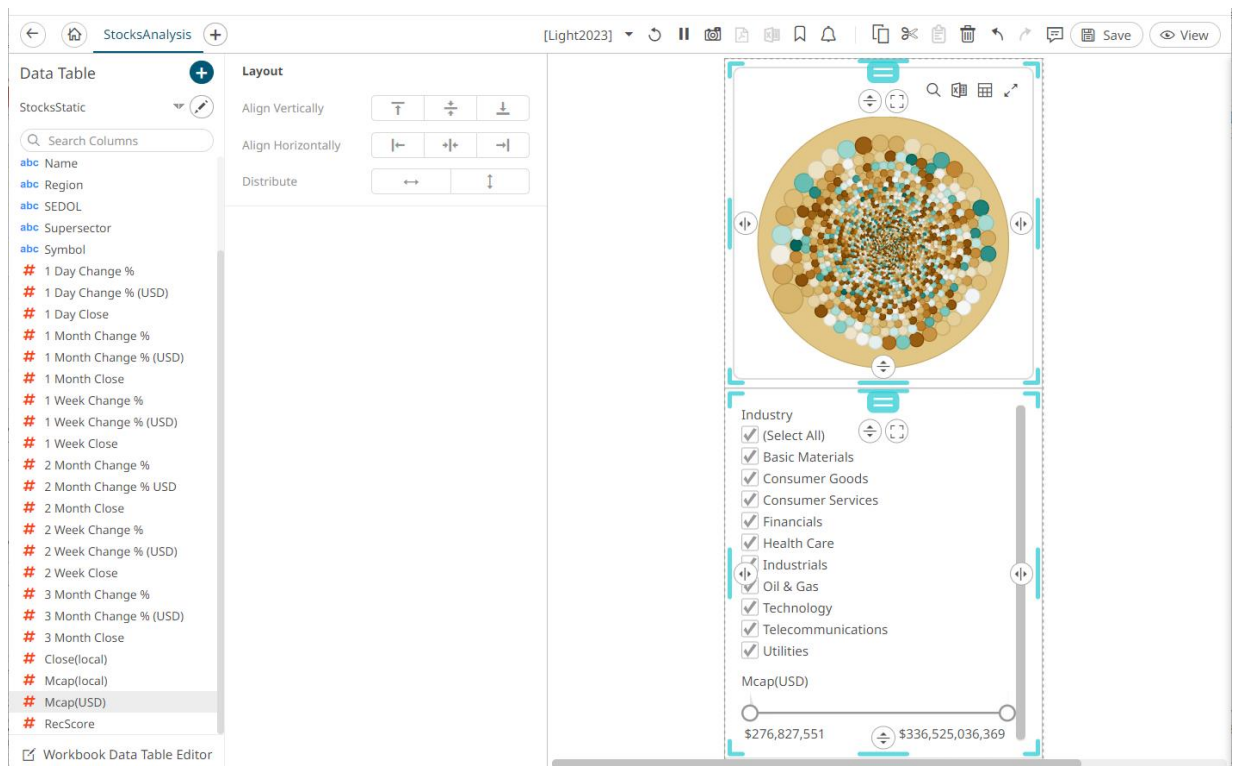 StocksAnalysis
[Light2023]
Save
View
Data Table
StocksStatic
Search Columns
abc Name
abc Region
abc SEDOL
abc Supersector
abc Symbol
# 1 Day Change %
# 1 Day Change % (USD)
# 1 Day Close
# 1 Month Change %
# 1 Month Change % (USD)
# 1 Month Close
# 1 Week Change %
# 1 Week Change % (USD)
# 1 Week Close
# 2 Month Change %
# 2 Month Change % USD
# 2 Month Close
# 2 Week Change %
# 2 Week Change % (USD)
# 2 Week Close
# 3 Month Change %
# 3 Month Change % (USD)
# 3 Month Close
# Close(local)
# Mcap(local)
# Mcap(USD)
# RecScore
Workbook Data Table Editor
Layout
Align Vertically
Align Horizontally
Distribute
Industry
(Select All)
Basic Materials
Consumer Goods
Consumer Services
Financials
Health Care
Industrials
Oil & Gas
Technology
Telecommunications
Utilities
Mcap(USD)
$276,827,551 $336,525,036,369